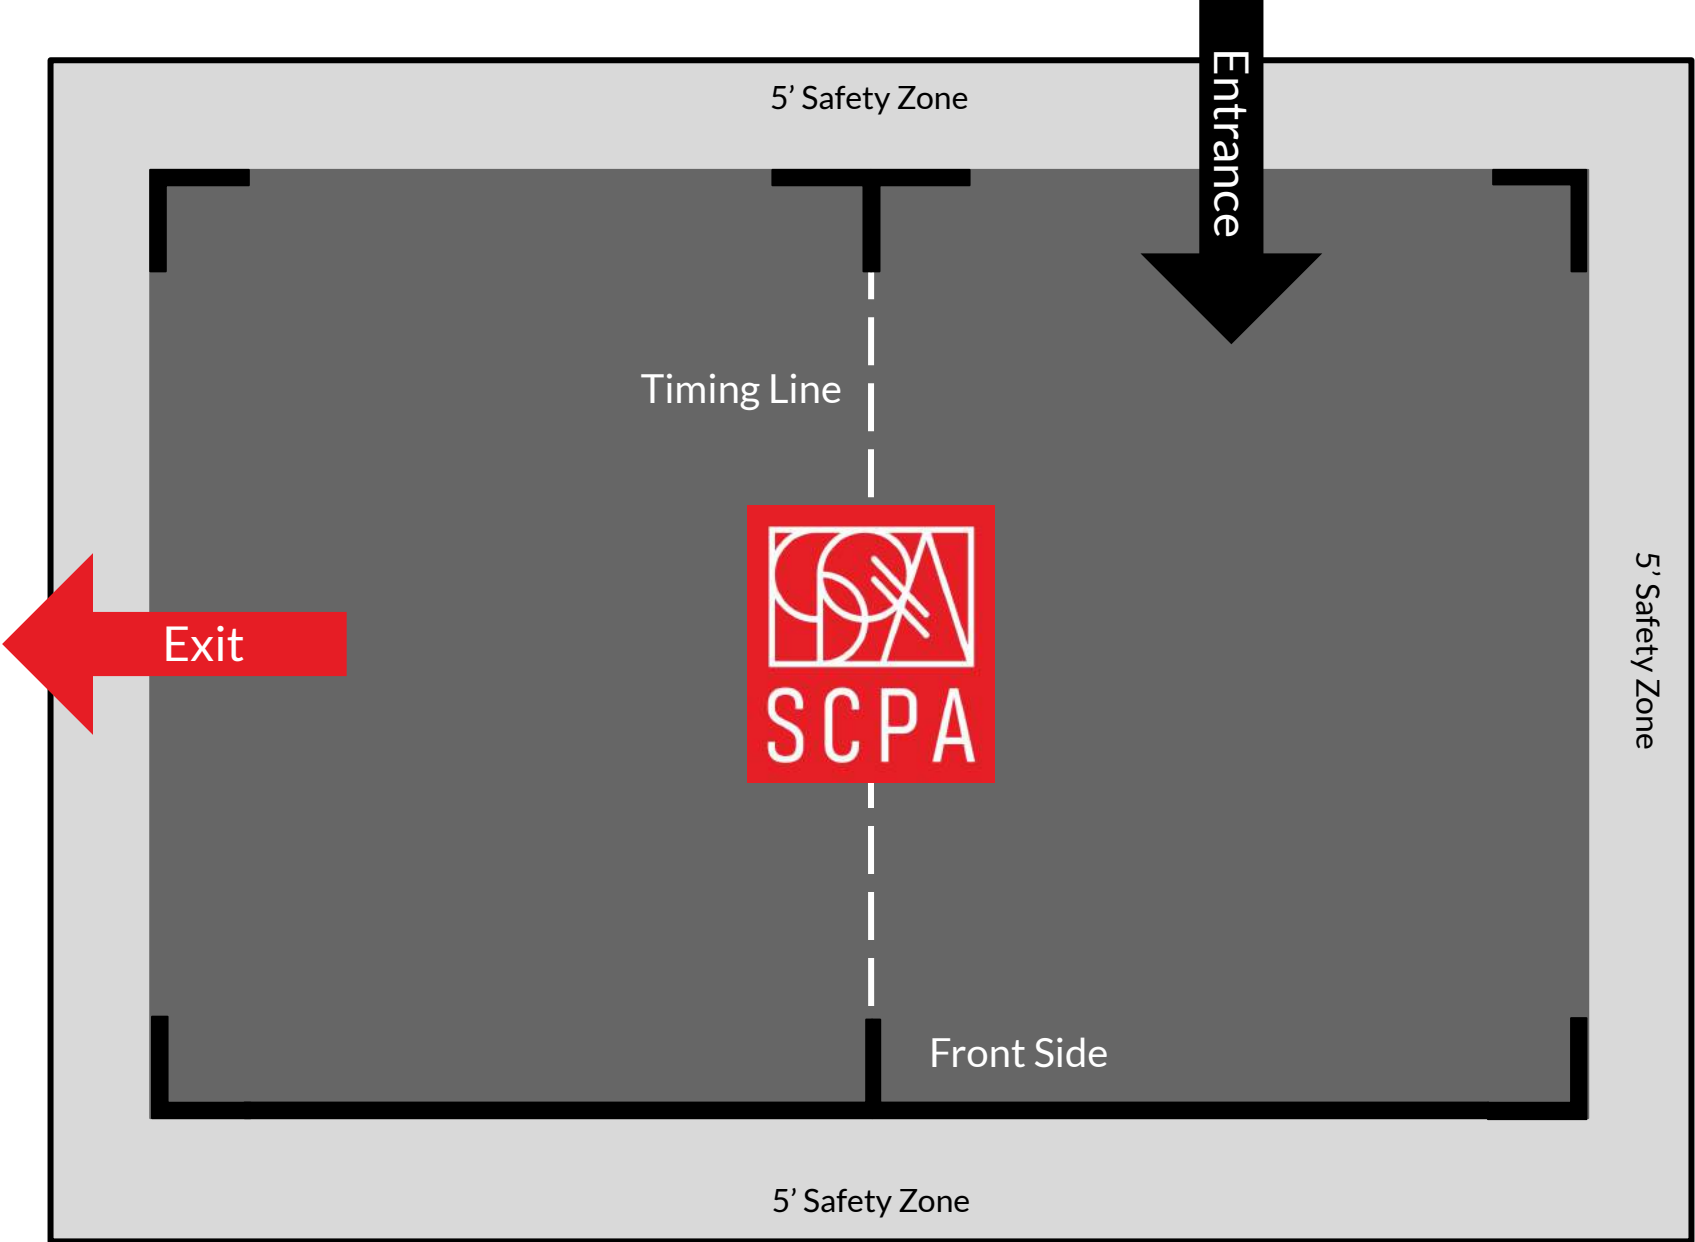 5’ Safety Zone
Entrance
Timing Line
Exit
SCPA
5’ Safety Zone
Front Side
5’ Safety Zone